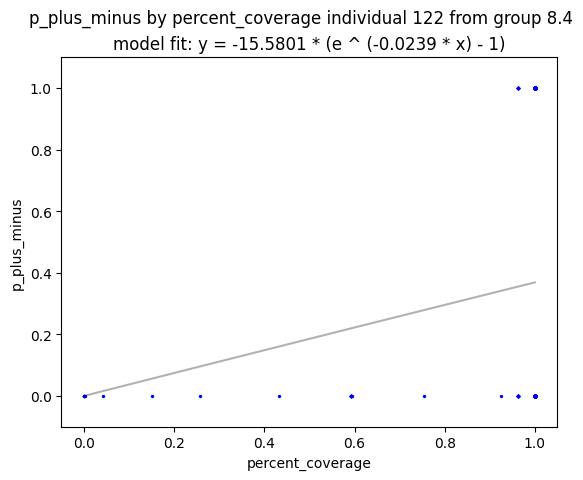 p_plus_minus by percent_coverage individual 122 from group 8.4
model fit: y = -15.5801 * (e ^ (-0.0239 * x) - 1)
1.0
0.8
0.6
0.4
0.2
0.0
p_plus_minus
0.0 0.2 0.4 0.6 0.8 1.0
percent_coverage